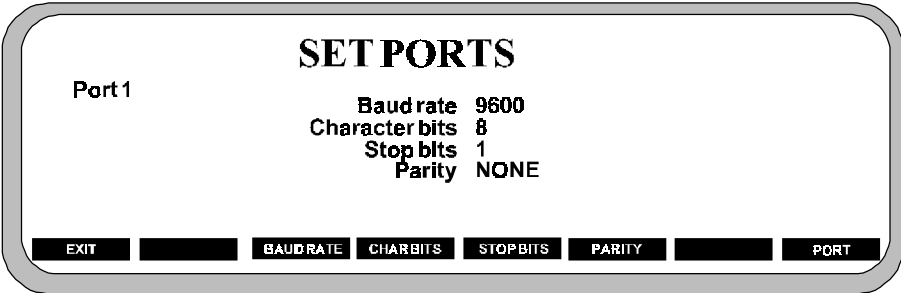 SET PORTS
Port 1
Baud rate 9600
Character bits 8
Stop bits 1
Parity NONE
EXIT BAUD RATE CHAR BITS STOP BITS PARITY PORT